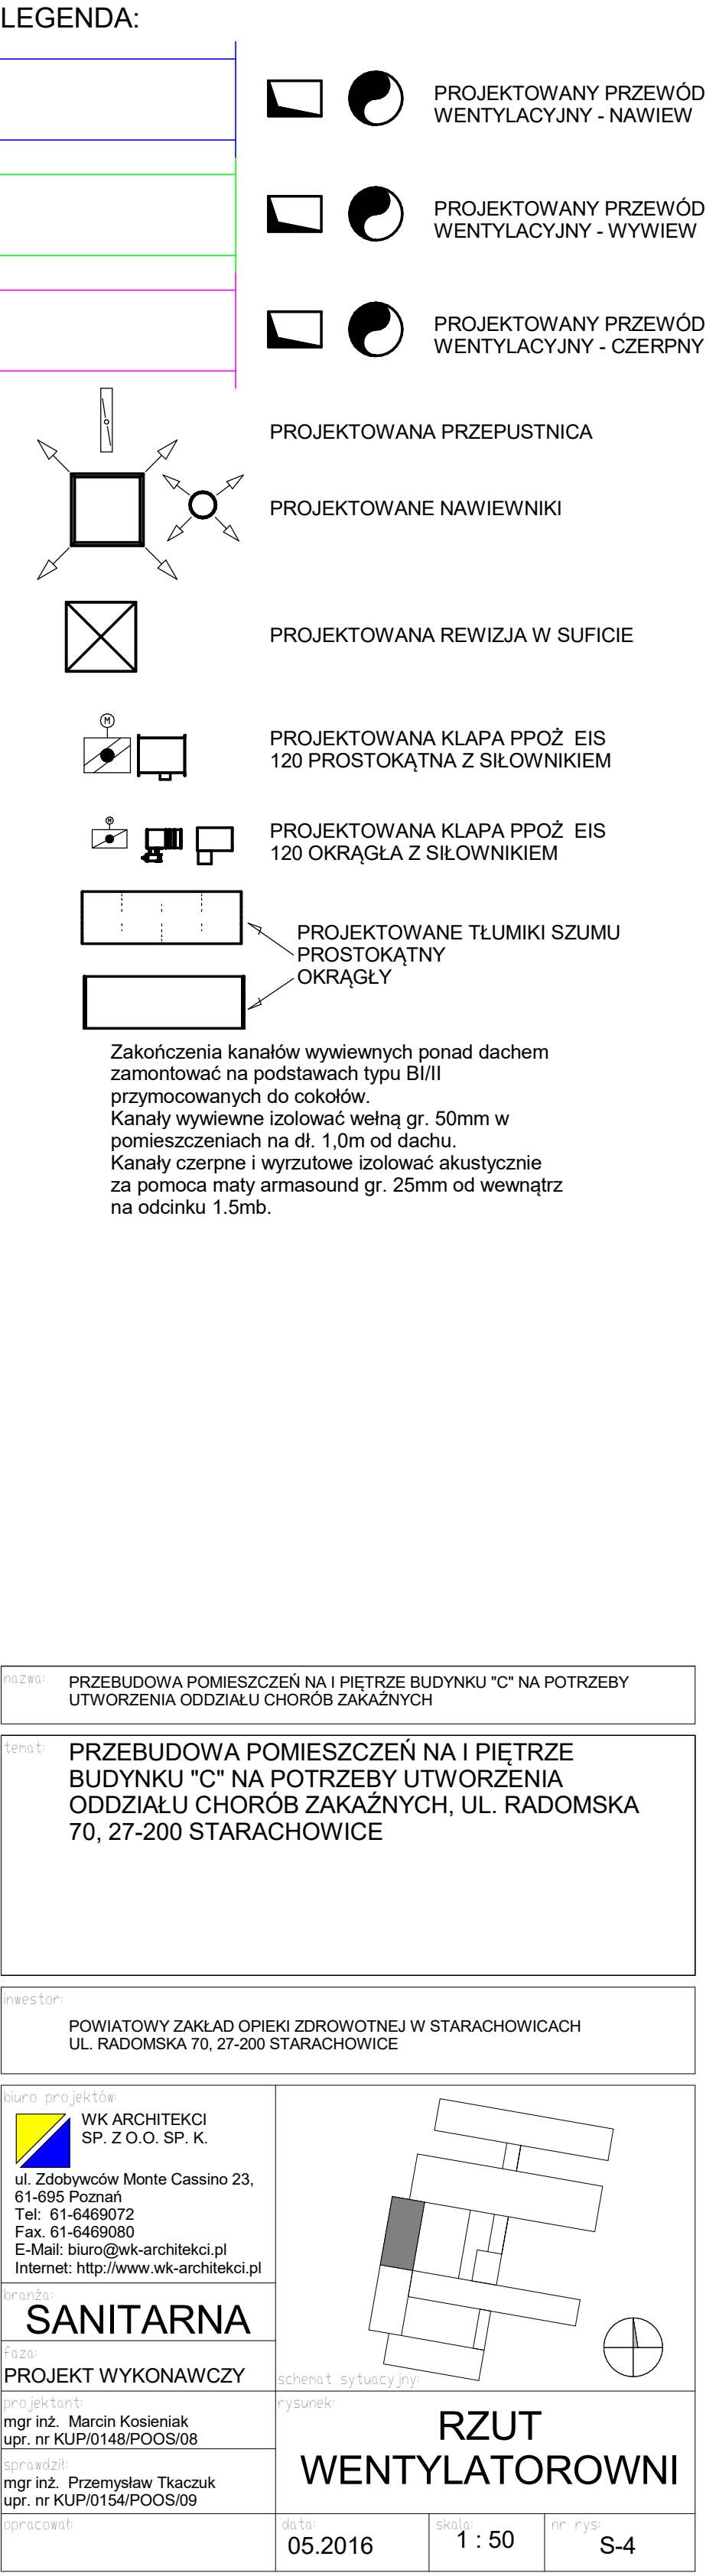 LEGENDA:
PROJEKTOWANY PRZEWÓD
WENTYLACYJNY - NAWIEW
PROJEKTOWANY PRZEWÓD
WENTYLACYJNY - WYWIEW
PROJEKTOWANY PRZEWÓD
WENTYLACYJNY - CZERPNY
PROJEKTOWANA PRZEPUSTNICA
PROJEKTOWANE NAWIEWNIKI
PROJEKTOWANA REWIZJA W SUFICIE
M
PROJEKTOWANA KLAPA PPOŻ EIS
120 PROSTOKĄTNA Z SIŁOWNIKIEM
M
PROJEKTOWANA KLAPA PPOŻ EIS
120 OKRĄGŁA Z SIŁOWNIKIEM
PROJEKTOWANE TŁUMIKI SZUMU
PROSTOKĄTNY
OKRĄGŁY
Zakończenia kanałów wywiewnych ponad dachem
zamontować na podstawach typu BI/II
przymocowanych do cokołów.
Kanały wywiewne izolować wełną gr. 50mm w
pomieszczeniach na dł. 1,0m od dachu.
Kanały czerpne i wyrzutowe izolować akustycznie
za pomoca maty armasound gr. 25mm od wewnątrz
na odcinku 1.5mb.
nazwa:
PRZEBUDOWA POMIESZCZEŃ NA I PIĘTRZE BUDYNKU "C" NA POTRZEBY
UTWORZENIA ODDZIAŁU CHORÓB ZAKAŹNYCH
temat:
PRZEBUDOWA POMIESZCZEŃ NA I PIĘTRZE
BUDYNKU "C" NA POTRZEBY UTWORZENIA
ODDZIAŁU CHORÓB ZAKAŹNYCH, UL. RADOMSKA
70, 27-200 STARACHOWICE
inwestor:
POWIATOWY ZAKŁAD OPIEKI ZDROWOTNEJ W STARACHOWICACH
UL. RADOMSKA 70, 27-200 STARACHOWICE
biuro projektów:
WK ARCHITEKCI
SP. Z O.O. SP. K.
ul. Zdobywców Monte Cassino 23,
61-695 Poznań
Tel: 61-6469072
Fax. 61-6469080
E-Mail: biuro@wk-architekci.pl
Internet: http://www.wk-architekci.pl
branża:
SANITARNA
faza:
PROJEKT WYKONAWCZY
schemat sytuacyjny:
projektant:
mgr inż. Marcin Kosieniak
upr. nr KUP/0148/POOS/08
sprawdził:
mgr inż. Przemysław Tkaczuk
upr. nr KUP/0154/POOS/09
opracował:
rysunek:
RZUT
WENTYLATOROWNI
data:
05.2016
skala:
1 : 50
nr rys:
S-4